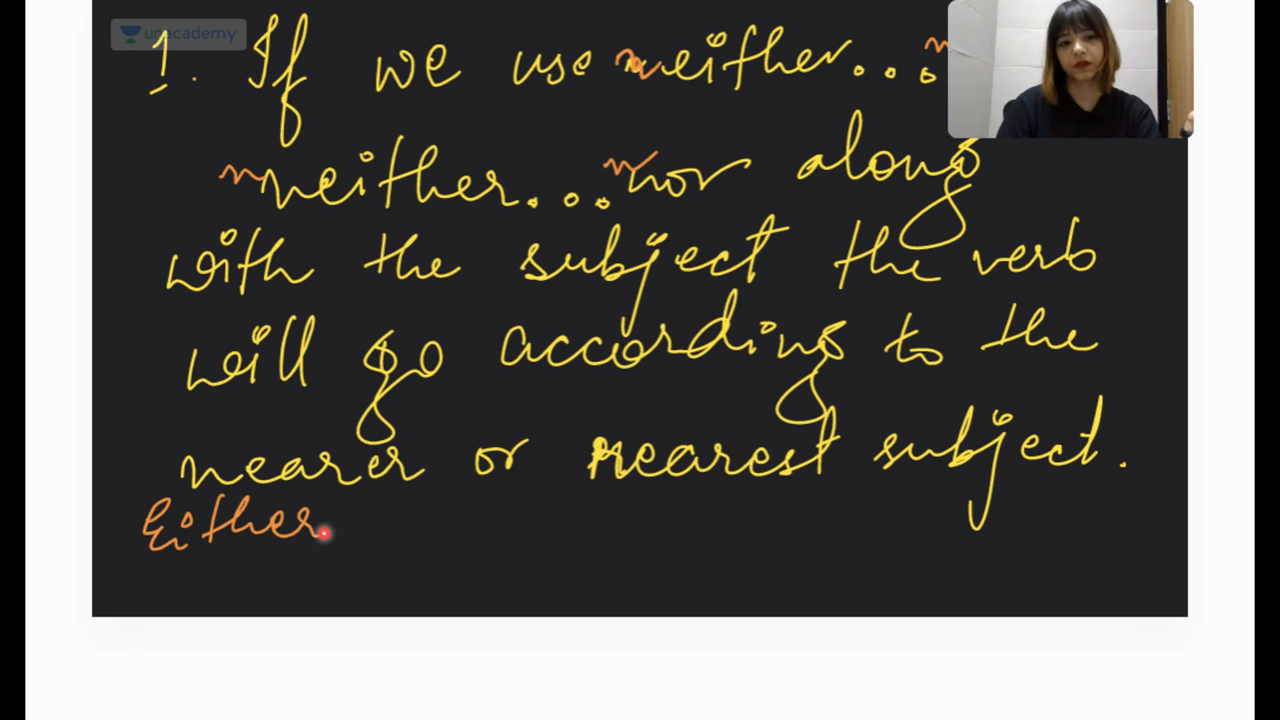 unacademy
1. If we use neither... n
neither...nor along
with the subject the verb
will go according to the
nearer or nearest subject.
Either